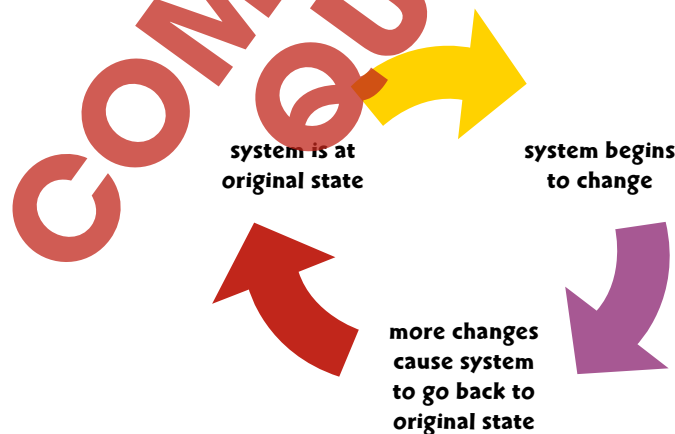 COM
QU
system is at
original state
system begins
to change
more changes
cause system
to go back to
original state